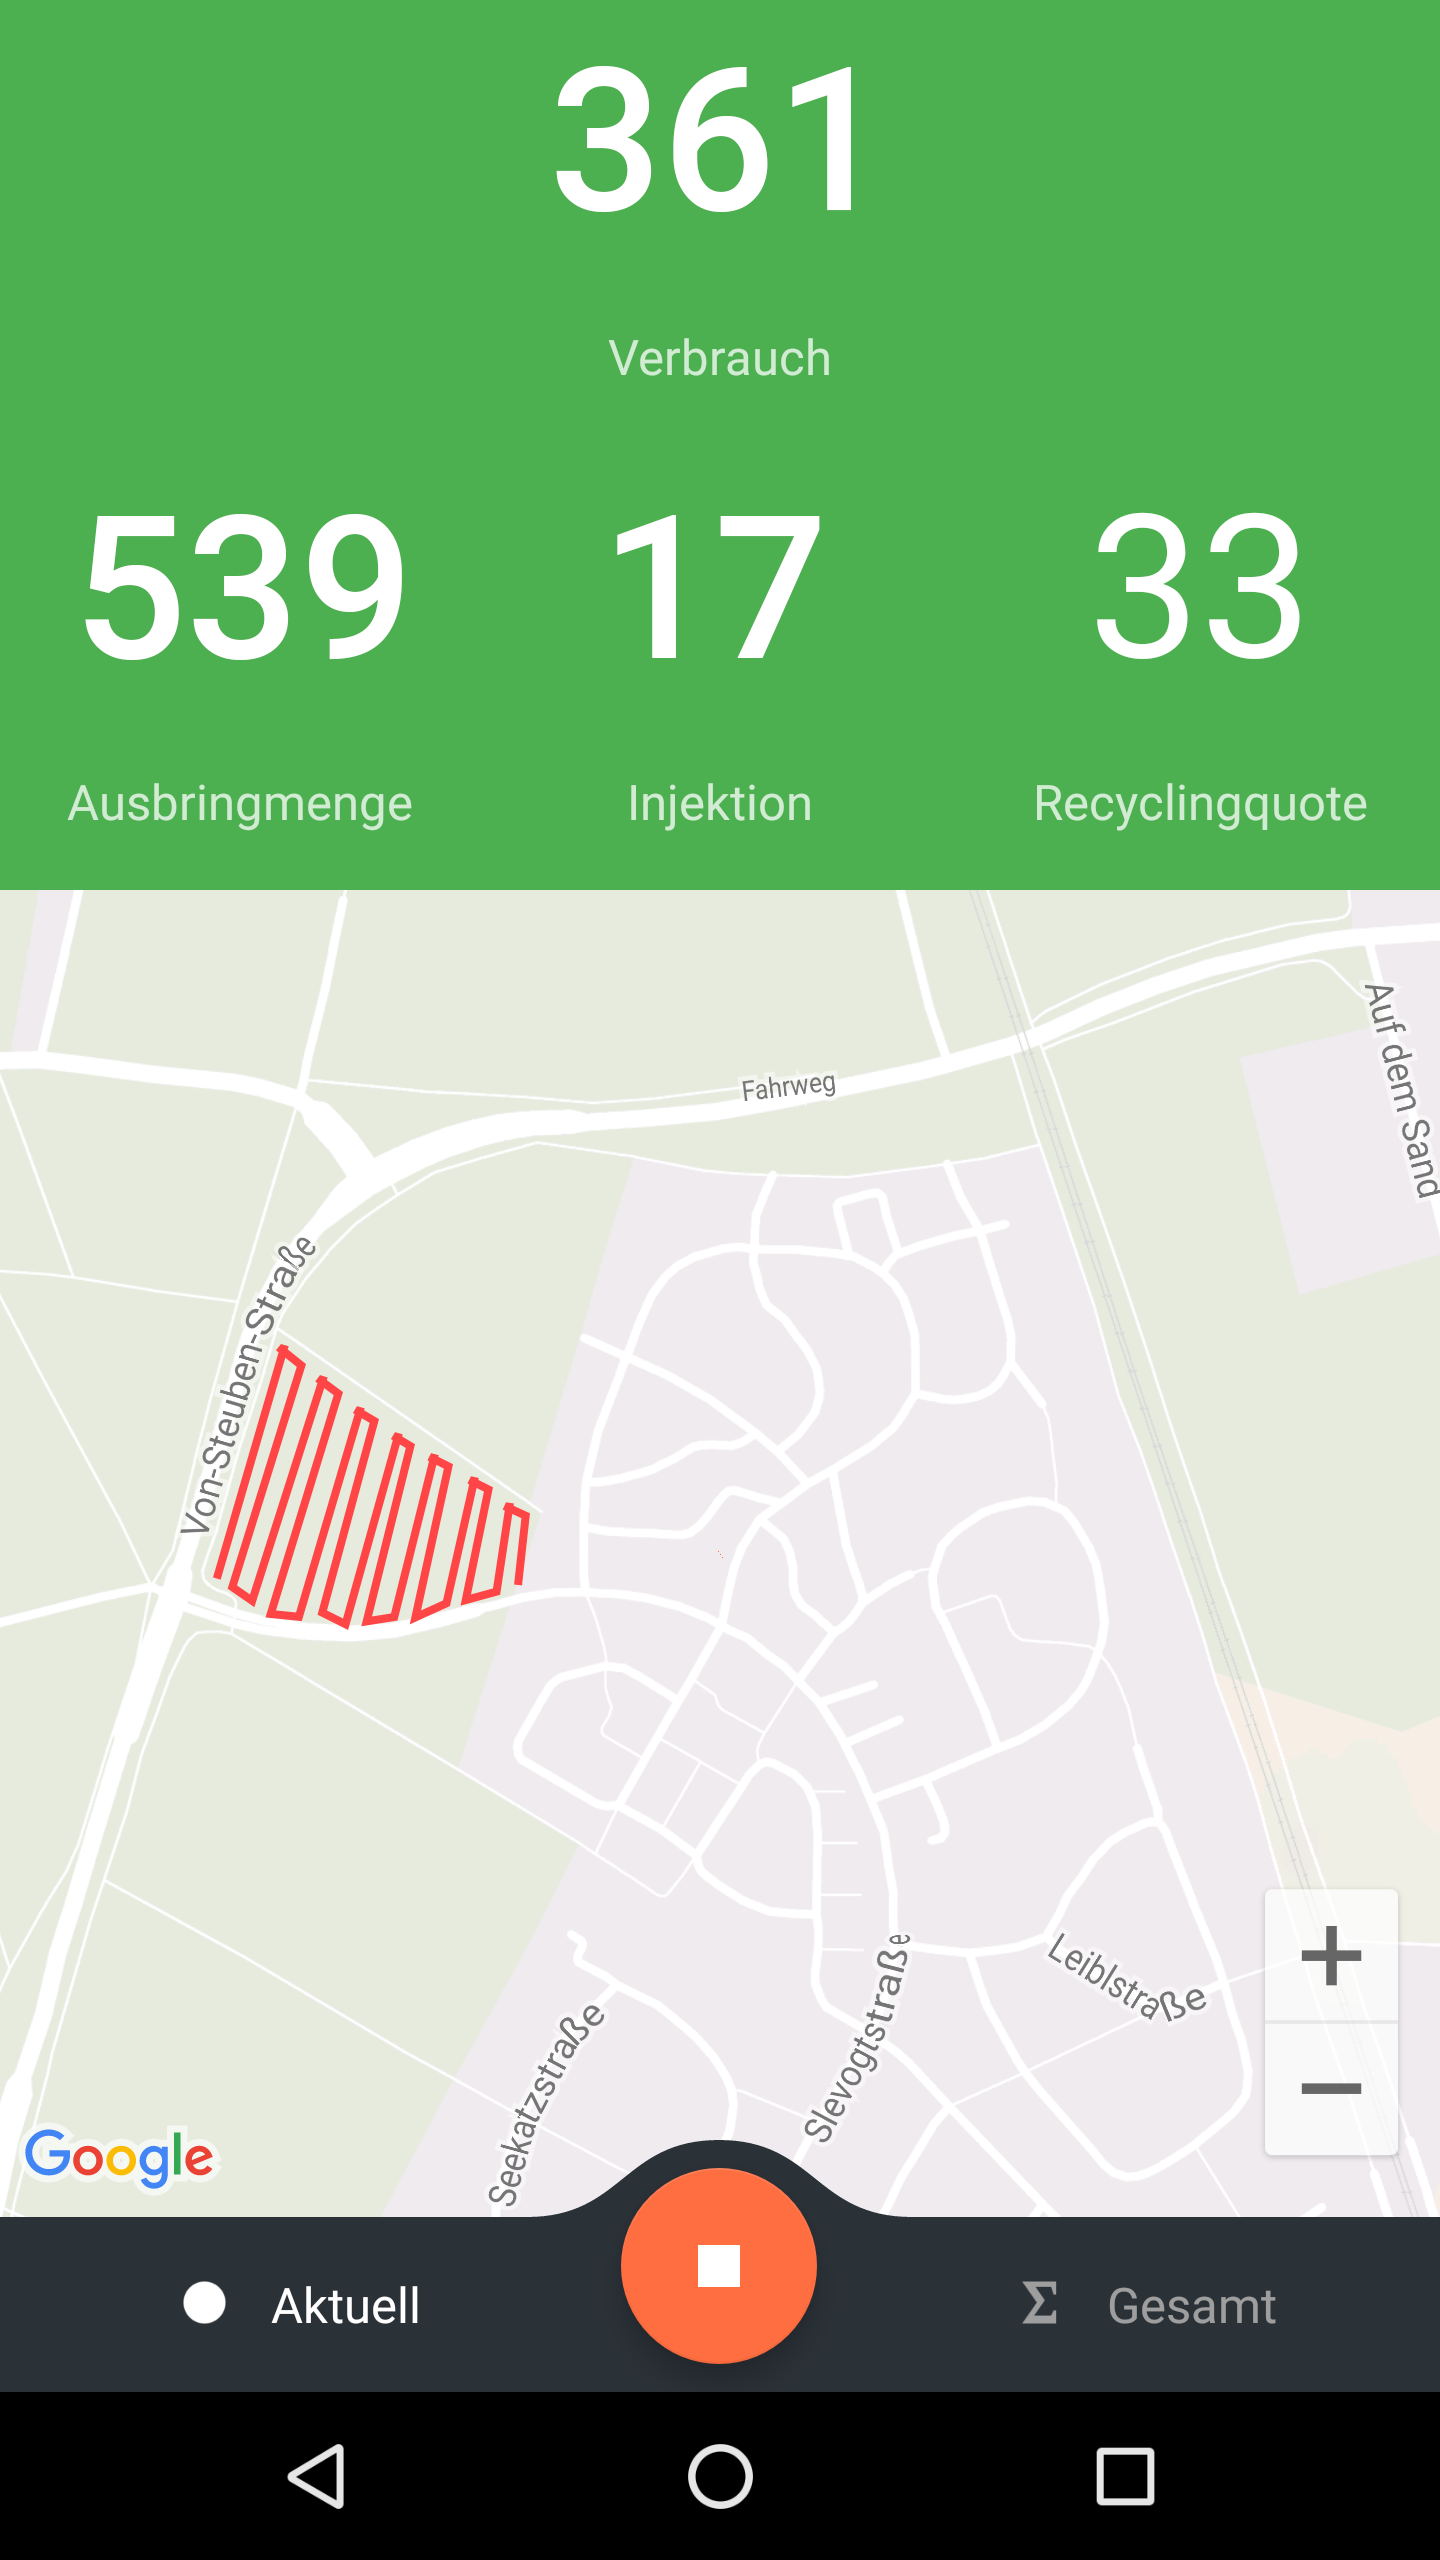 361
Verbrauch
539 17 33
Ausbringmenge Injektion Recyclingquote
Auf dem Sand
Fahrweg
Von-Steuben-Straße
Leiblstraße
Slevogtstraße
Seekatzstraße
Google
+
−
Aktuell Σ Gesamt